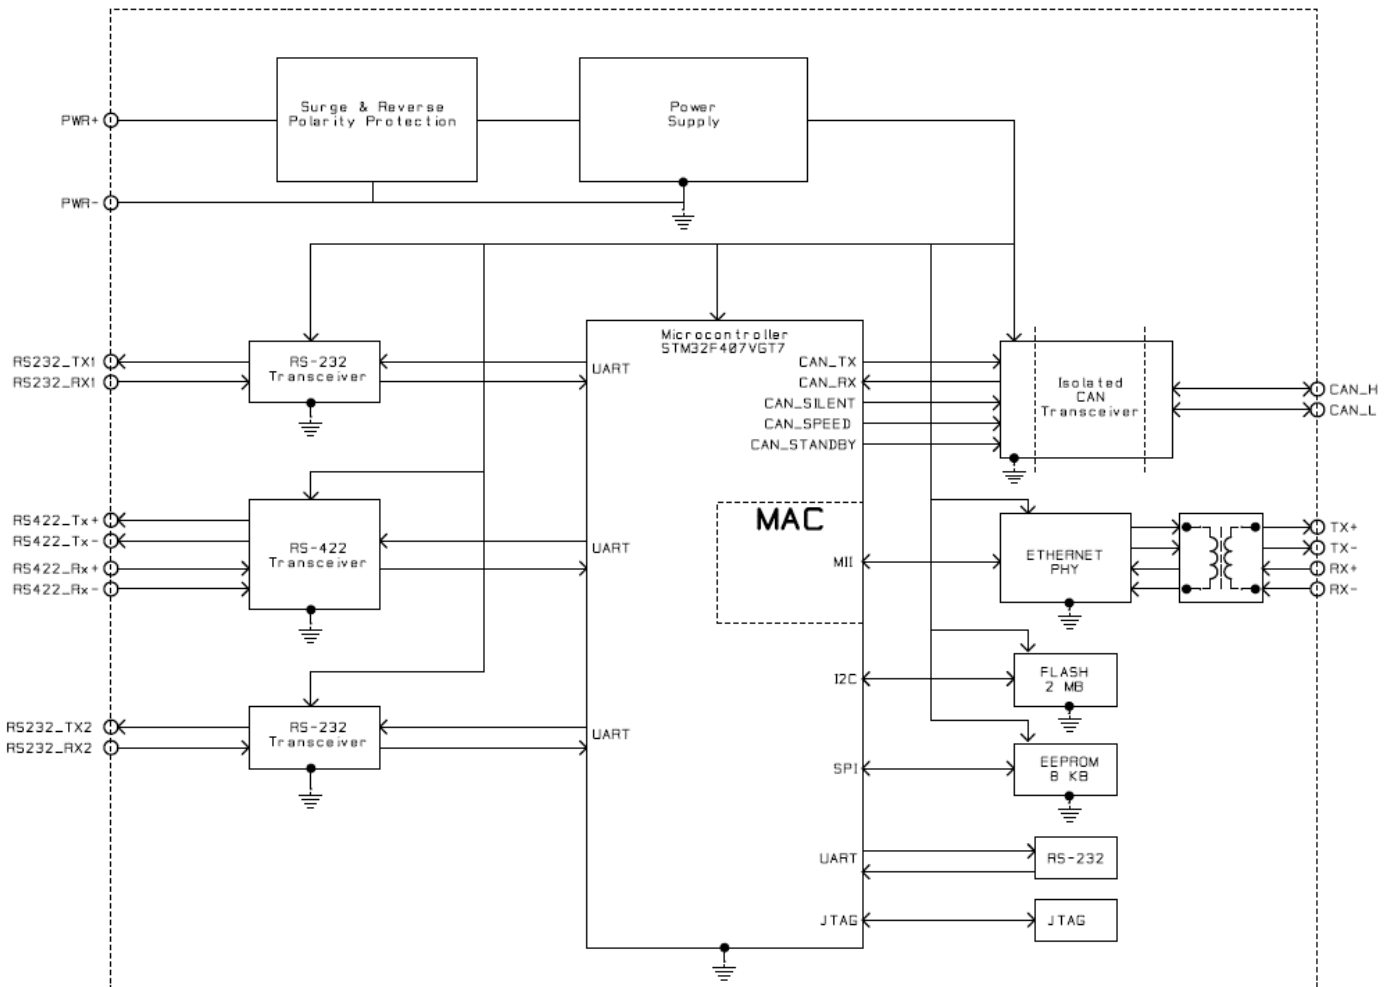 Surge & Reverse
Polarity Protection
Power
Supply
PWR+
PWR-
Microcontroller
STM32F407VGT7
RS232_TX1
RS232_RX1
RS-232
Transceiver
UART
CAN_TX
CAN_RX
CAN_SILENT
CAN_SPEED
CAN_STANDBY
Isolated
CAN
Transceiver
CAN_H
CAN_L
RS422_Tx+
RS422_Tx-
RS422_Rx+
RS422_Rx-
RS-422
Transceiver
UART
MAC
MII
ETHERNET
PHY
TX+
TX-
RX+
RX-
I2C
FLASH
2 MB
RS232_TX2
RS232_RX2
RS-232
Transceiver
UART
SPI
EEPROM
8 KB
UART
RS-232
JTAG
JTAG